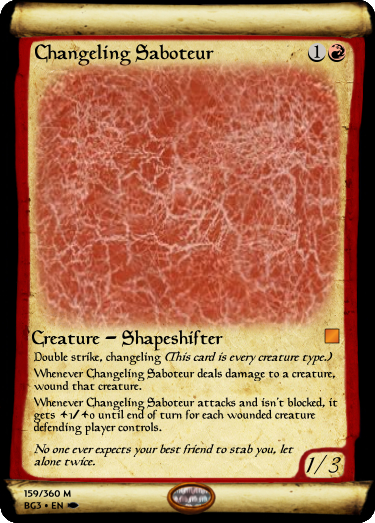 Changeling Saboteur 1
Creature – Shapeshifter
Double strike, changeling (This card is every creature type.)
Whenever Changeling Saboteur deals damage to a creature,
wound that creature.
Whenever Changeling Saboteur attacks and isn't blocked, it
gets +1/+0 until end of turn for each wounded creature
defending player controls.
No one ever expects your best friend to stab you, let
alone twice.
1/3
159/360 M
BG3 • EN